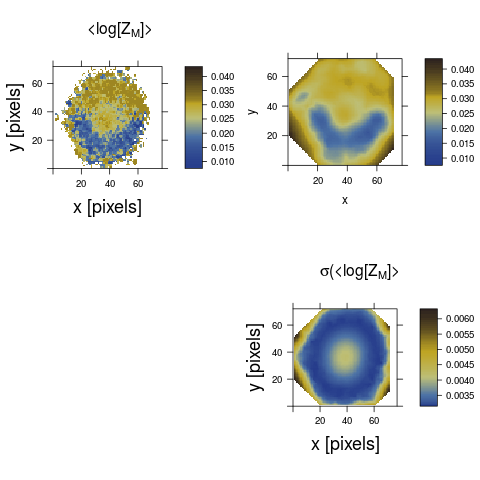 <log[Z_M]>
60
40
20
20 40 60
x [pixels]
y [pixels]
0.040
0.035
0.030
0.025
0.020
0.015
0.010
60
40
20
20 40 60
x
y
0.040
0.035
0.030
0.025
0.020
0.015
0.010
σ(<log[Z_M]>
60
40
20
20 40 60
x [pixels]
y [pixels]
0.0060
0.0055
0.0050
0.0045
0.0040
0.0035